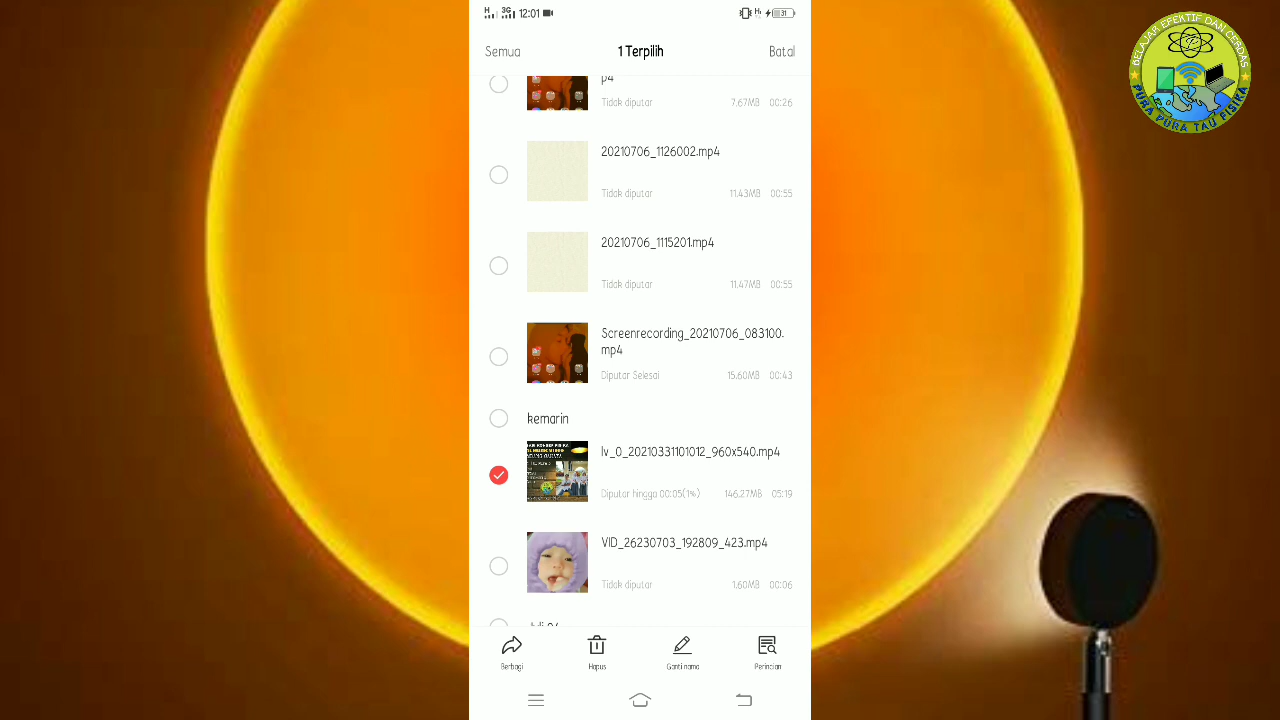 H 3G 12:01 31
Semua 1 Terpilih Batal
p4
Tidak diputar 7.67MB 00:26
20210706_1126002.mp4
Tidak diputar 11.43MB 00:55
20210706_1115201.mp4
Tidak diputar 11.47MB 00:55
Screenrecording_20210706_083100.
mp4
Diputar Selesai 15.60MB 00:43
kemarin
lv_0_20210331101012_960x540.mp4
Diputar hingga 00:05(1%) 146.27MB 05:19
VID_26230703_192809_423.mp4
Tidak diputar 1.60MB 00:06
Berbagi Hapus Ganti nama Perincian
BELAJAR EFEKTIF DAN CERDAS
PURA PURA TAU FISIKA